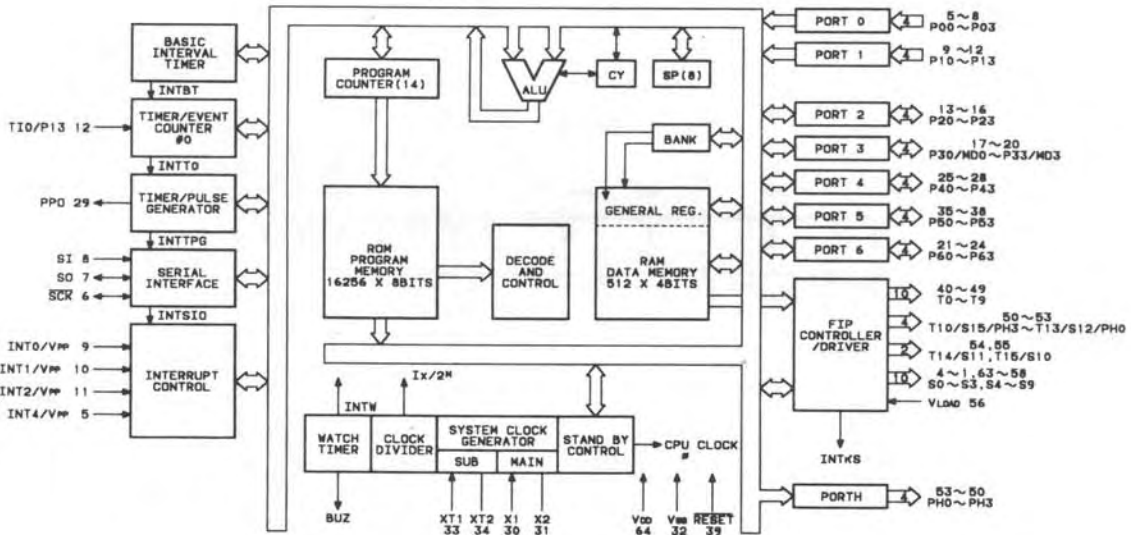 BASIC
INTERVAL
TIMER
INTBT
TI0/P13 12
TIMER/EVENT
COUNTER
#0
INTT0
PPO 29
TIMER/PULSE
GENERATOR
INTTPG
SI 8
SO 7
SCK 6
SERIAL
INTERFACE
INTSIO
INT0/VPP 9
INT1/VPP 10
INT2/VPP 11
INT4/VPP 5
INTERRUPT
CONTROL
PROGRAM
COUNTER(14)
ALU
CY
SP(8)
BANK
ROM
PROGRAM
MEMORY
16256 X 8BITS
DECODE
AND
CONTROL
GENERAL REG.
RAM
DATA MEMORY
512 X 4BITS
INTW
WATCH
TIMER
CLOCK
DIVIDER
SYSTEM CLOCK
GENERATOR
SUB
MAIN
STAND BY
CONTROL
CPU CLOCK
BUZ
XT1
33
XT2
34
X1
30
X2
31
VDD
64
VSS
32
RESET
39
PORT 0
4
5～8
P00～P03
PORT 1
4
9～12
P10～P13
PORT 2
4
13～16
P20～P23
PORT 3
4
17～20
P30/MD0～P33/MD3
PORT 4
4
25～28
P40～P43
PORT 5
4
35～38
P50～P53
PORT 6
4
21～24
P60～P63
FIP
CONTROLLER
/DRIVER
10
40～49
T0～T9
4
50～53
T10/S15/PH3～T13/S12/PH0
2
54,55
T14/S11,T15/S10
10
4～1,63～58
S0～S3,S4～S9
VLOAD 56
INTKS
PORTH
4
53～50
PH0～PH3